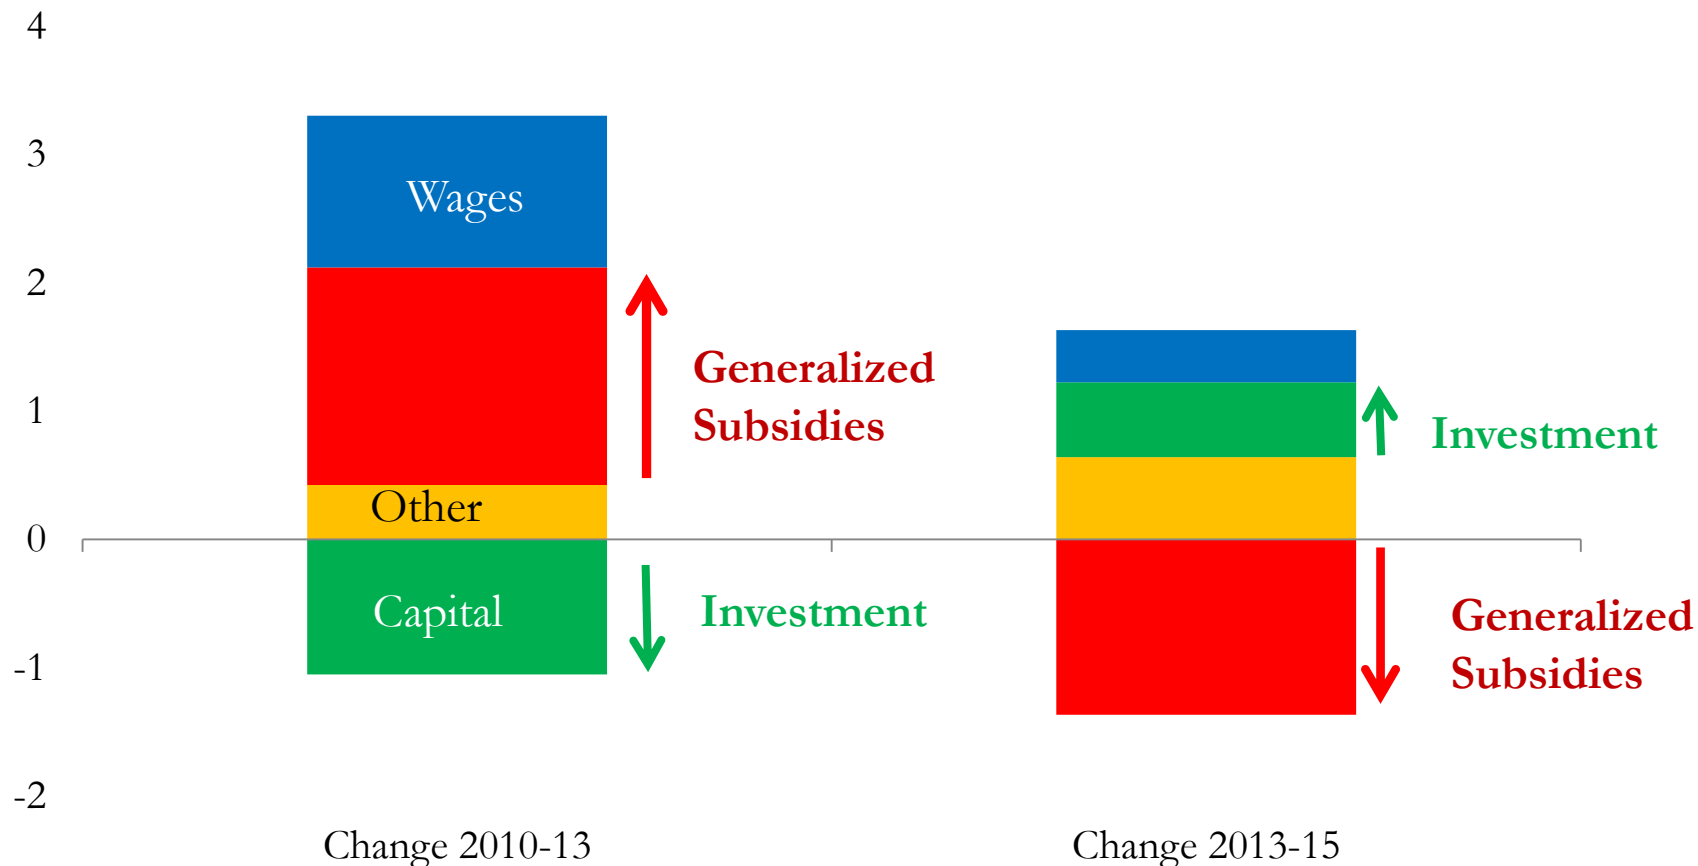 4
3
Wages
2
Generalized
Subsidies
1
Investment
Other
0
Capital
Investment
Generalized
Subsidies
-1
-2
Change 2010-13
Change 2013-15